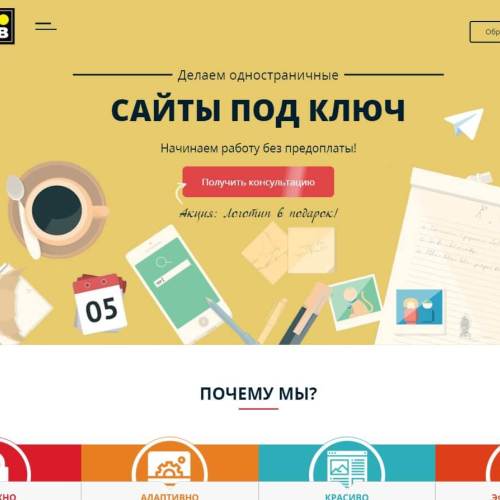 В
Обр
Делаем одностраничные
САЙТЫ ПОД КЛЮЧ
Начинаем работу без предоплаты!
Получить консультацию
Акция: Логотип в подарок!
05
ПОЧЕМУ МЫ?
ЖНО
АДАПТИВНО
КРАСИВО